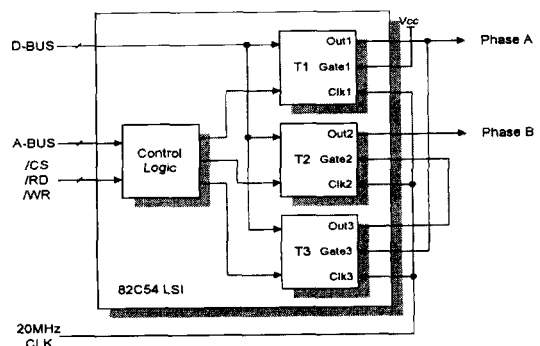 D-BUS
A-BUS
/CS
/RD
/WR
Control
Logic
T1
Out1
Gate1
Clk1
T2
Out2
Gate2
Clk2
T3
Out3
Gate3
Clk3
Vcc
Phase A
Phase B
82C54 LSI
20MHz
CLK